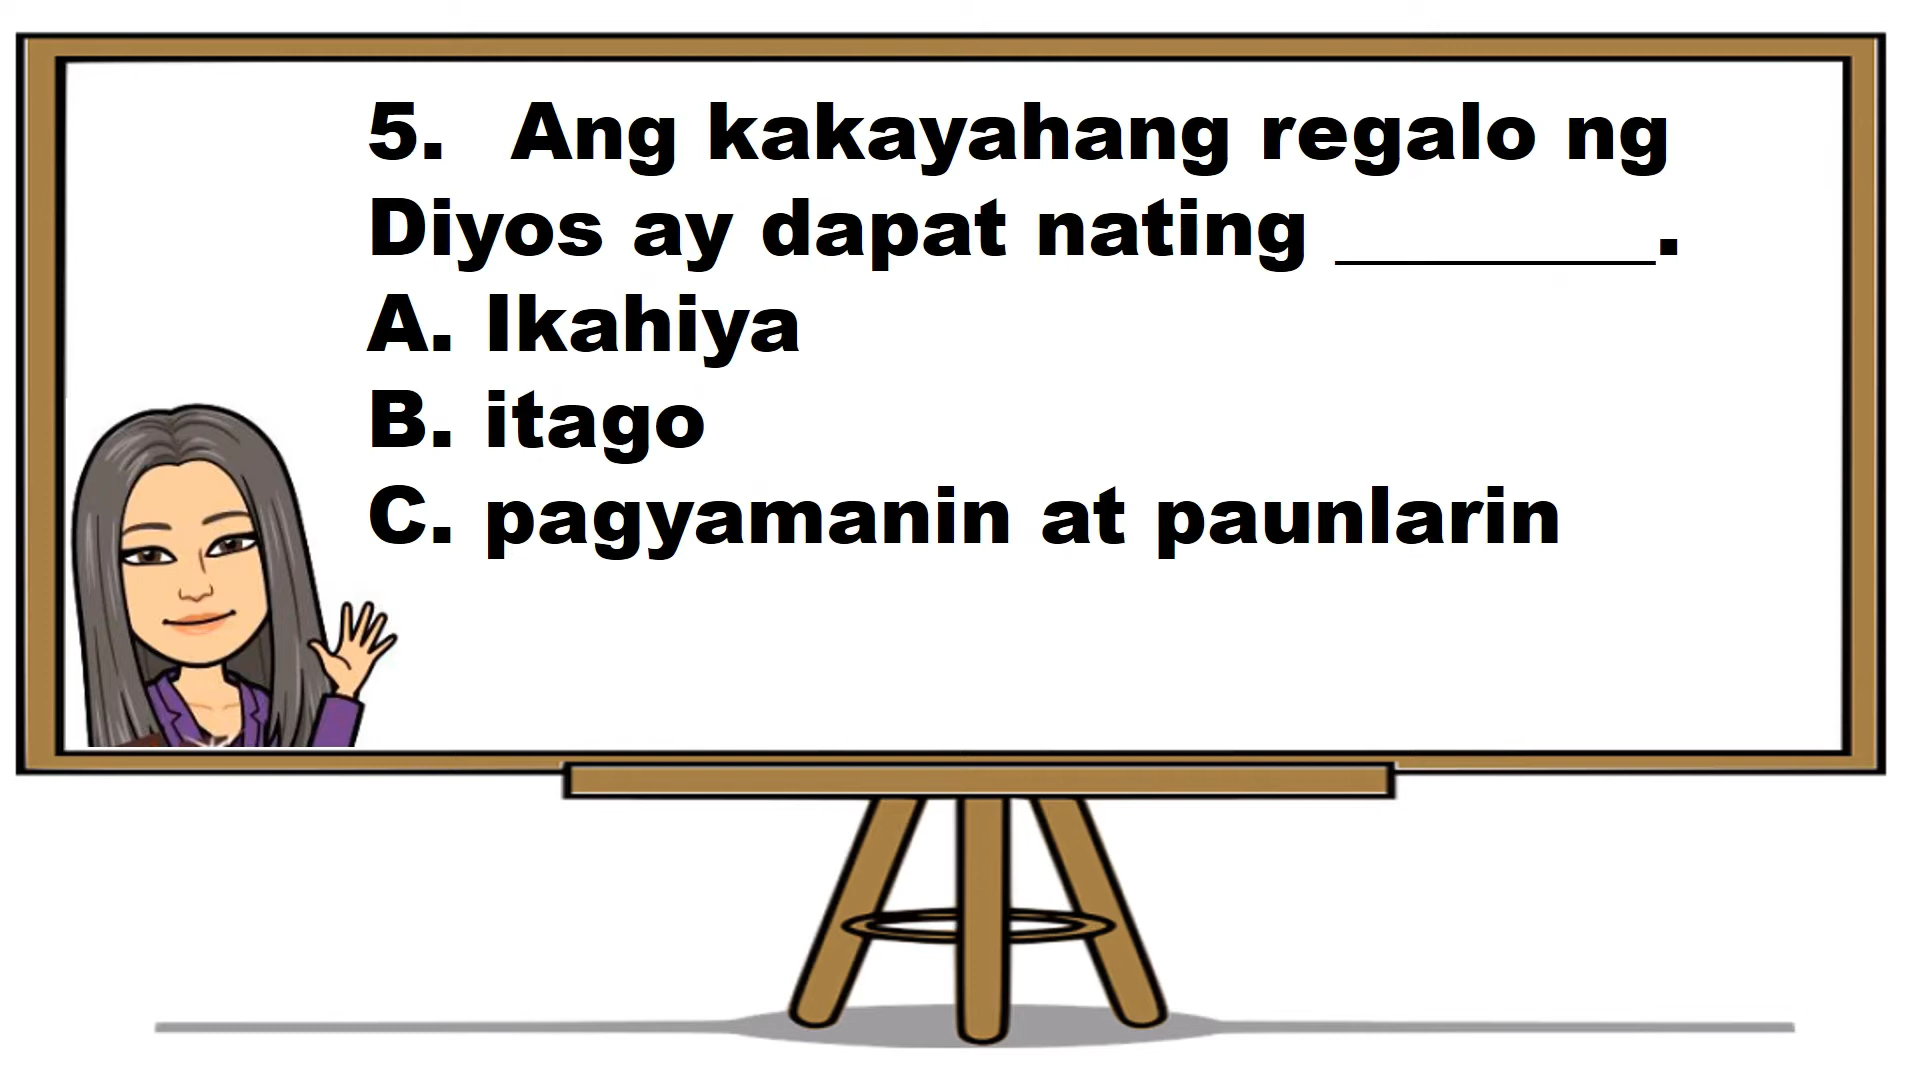 5. Ang kakayahang regalo ng
Diyos ay dapat nating ________.
A. Ikahiya
B. itago
C. pagyamanin at paunlarin